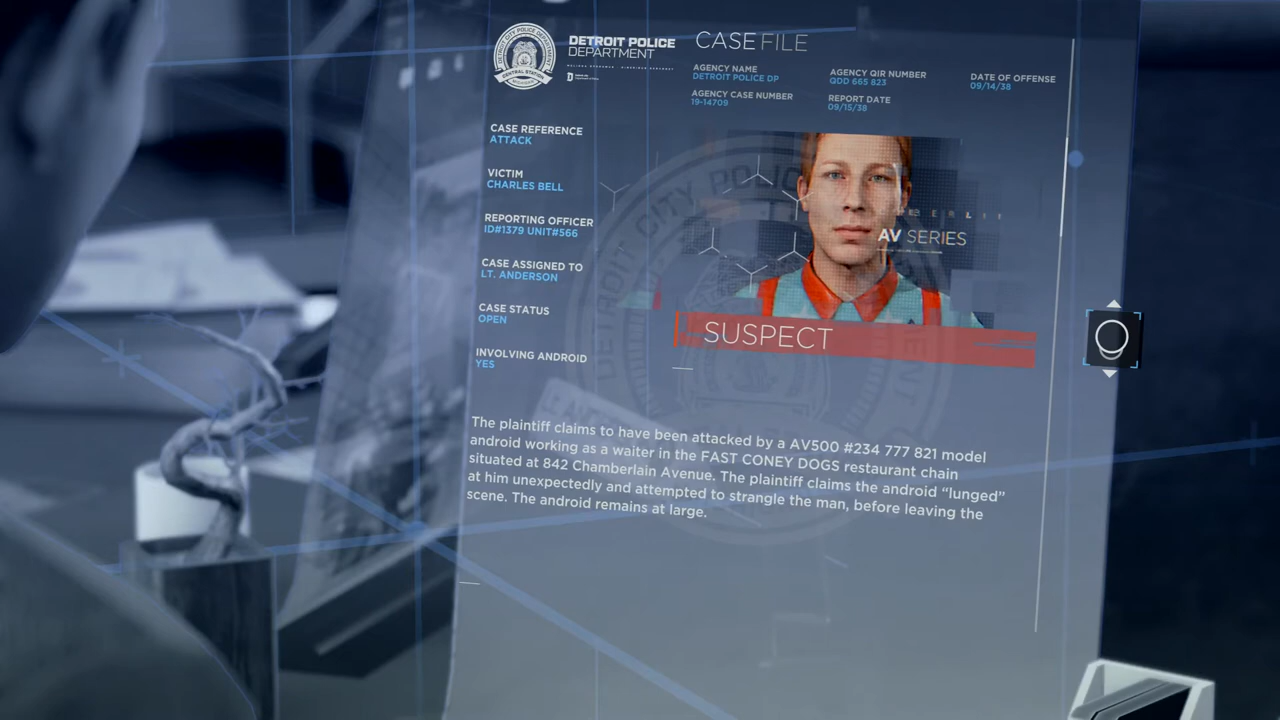 DETROIT POLICE
DEPARTMENT
CENTRAL STATION
CASE FILE
AGENCY NAME
DETROIT POLICE DP
AGENCY QIR NUMBER
QDD 665 823
DATE OF OFFENSE
09/14/38
AGENCY CASE NUMBER
19-14709
REPORT DATE
09/15/38
CASE REFERENCE
ATTACK
VICTIM
CHARLES BELL
REPORTING OFFICER
ID#1379 UNIT#566
CASE ASSIGNED TO
LT. ANDERSON
CASE STATUS
OPEN
INVOLVING ANDROID
YES
AV SERIES
SUSPECT
The plaintiff claims to have been attacked by a AV500 #234 777 821 model
android working as a waiter in the FAST CONEY DOGS restaurant chain
situated at 842 Chamberlain Avenue. The plaintiff claims the android “lunged”
at him unexpectedly and attempted to strangle the man, before leaving the
scene. The android remains at large.